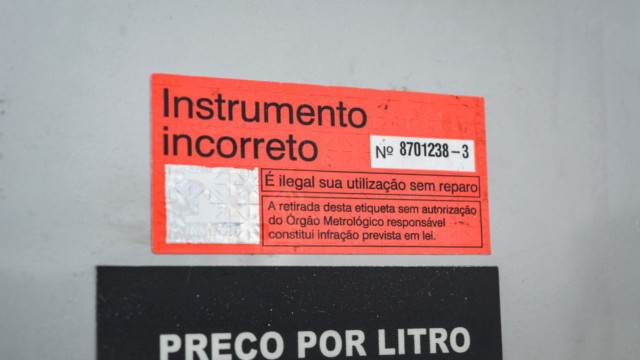 Instrumento
incorreto
Nº 8701238-3
É ilegal sua utilização sem reparo
A retirada desta etiqueta sem autorização
do Órgão Metrológico responsável
constitui infração prevista em lei.
PREÇO POR LITRO